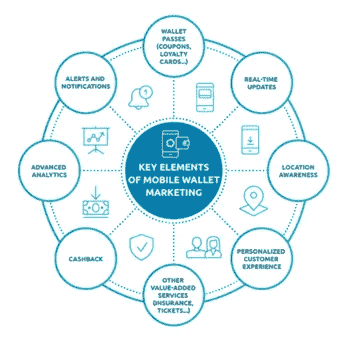 WALLET
PASSES
(COUPONS,
LOYALTY
CARDS...)
REAL-TIME
UPDATES
LOCATION
AWARENESS
PERSONALIZED
CUSTOMER
EXPERIENCE
OTHER
VALUE-ADDED
SERVICES
(INSURANCE,
TICKETS...)
CASHBACK
ADVANCED
ANALYTICS
ALERTS AND
NOTIFICATIONS
KEY ELEMENTS
OF MOBILE WALLET
MARKETING